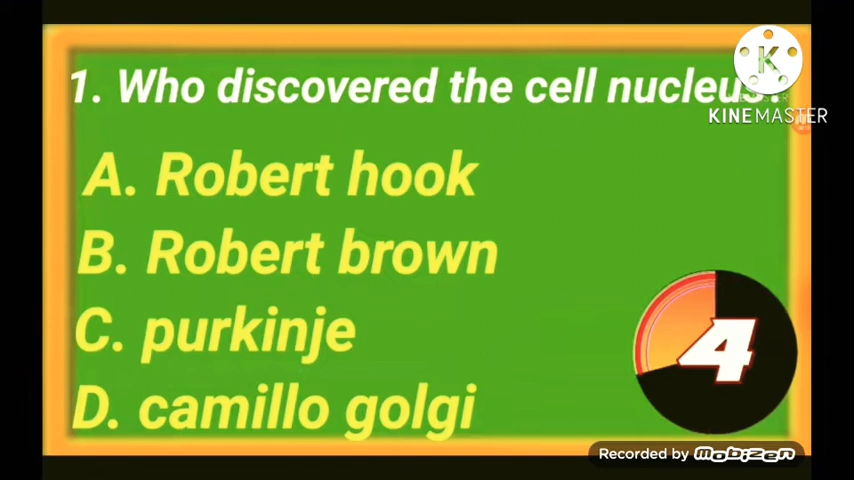 1. Who discovered the cell nucleus?
K
KINEMASTER
A. Robert hook
B. Robert brown
C. purkinje
D. camillo golgi
4
Recorded by MOBIZEN